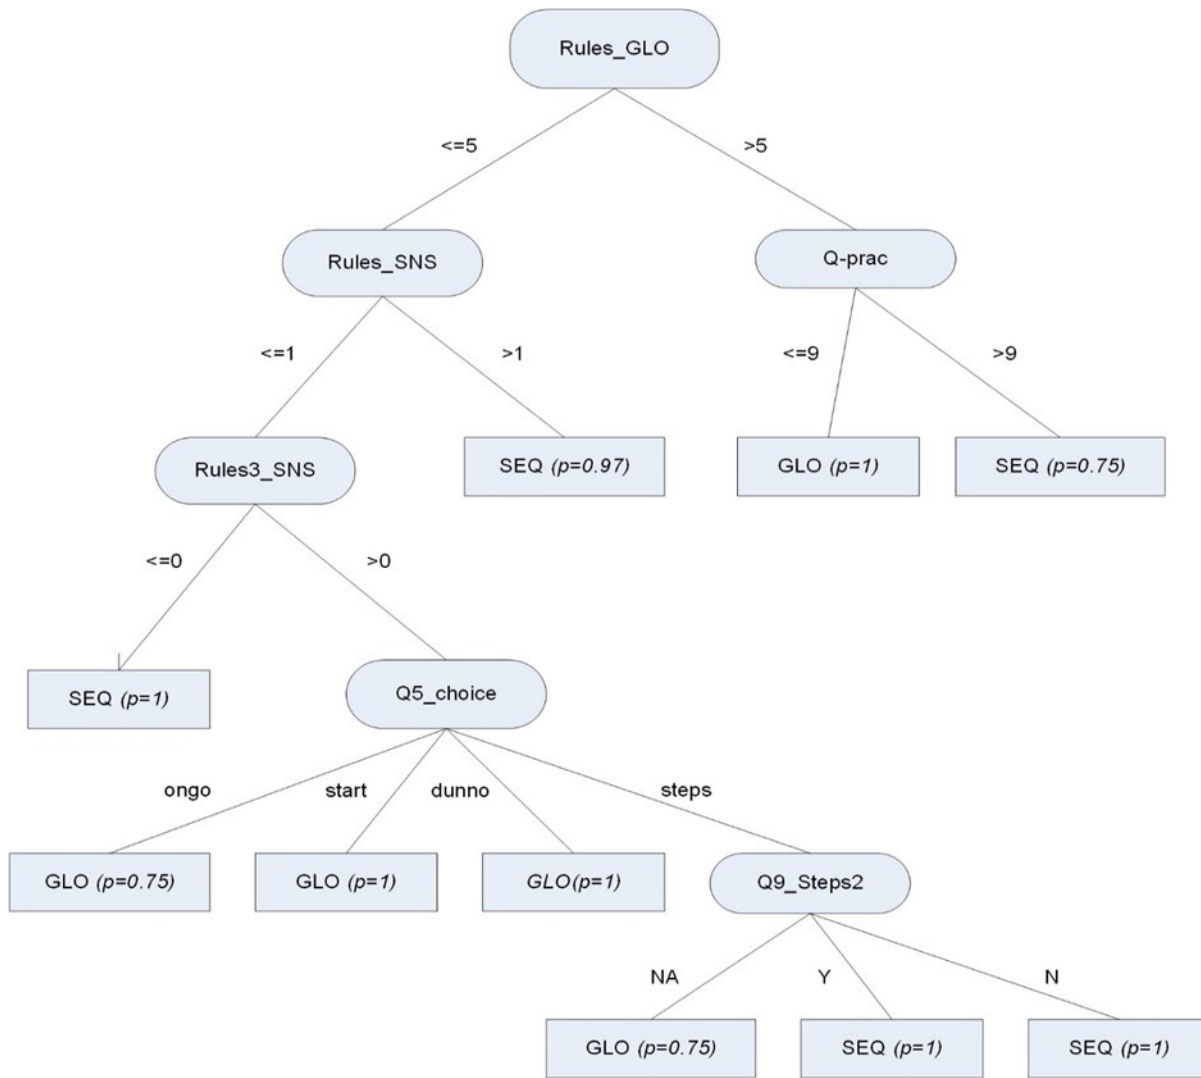 Rules_GLO
<=5
>5
Rules_SNS
Q-prac
<=1
>1
<=9
>9
Rules3_SNS
SEQ (p=0.97)
GLO (p=1)
SEQ (p=0.75)
<=0
>0
SEQ (p=1)
Q5_choice
ongo
start
dunno
steps
GLO (p=0.75)
GLO (p=1)
GLO(p=1)
Q9_Steps2
NA
Y
N
GLO (p=0.75)
SEQ (p=1)
SEQ (p=1)